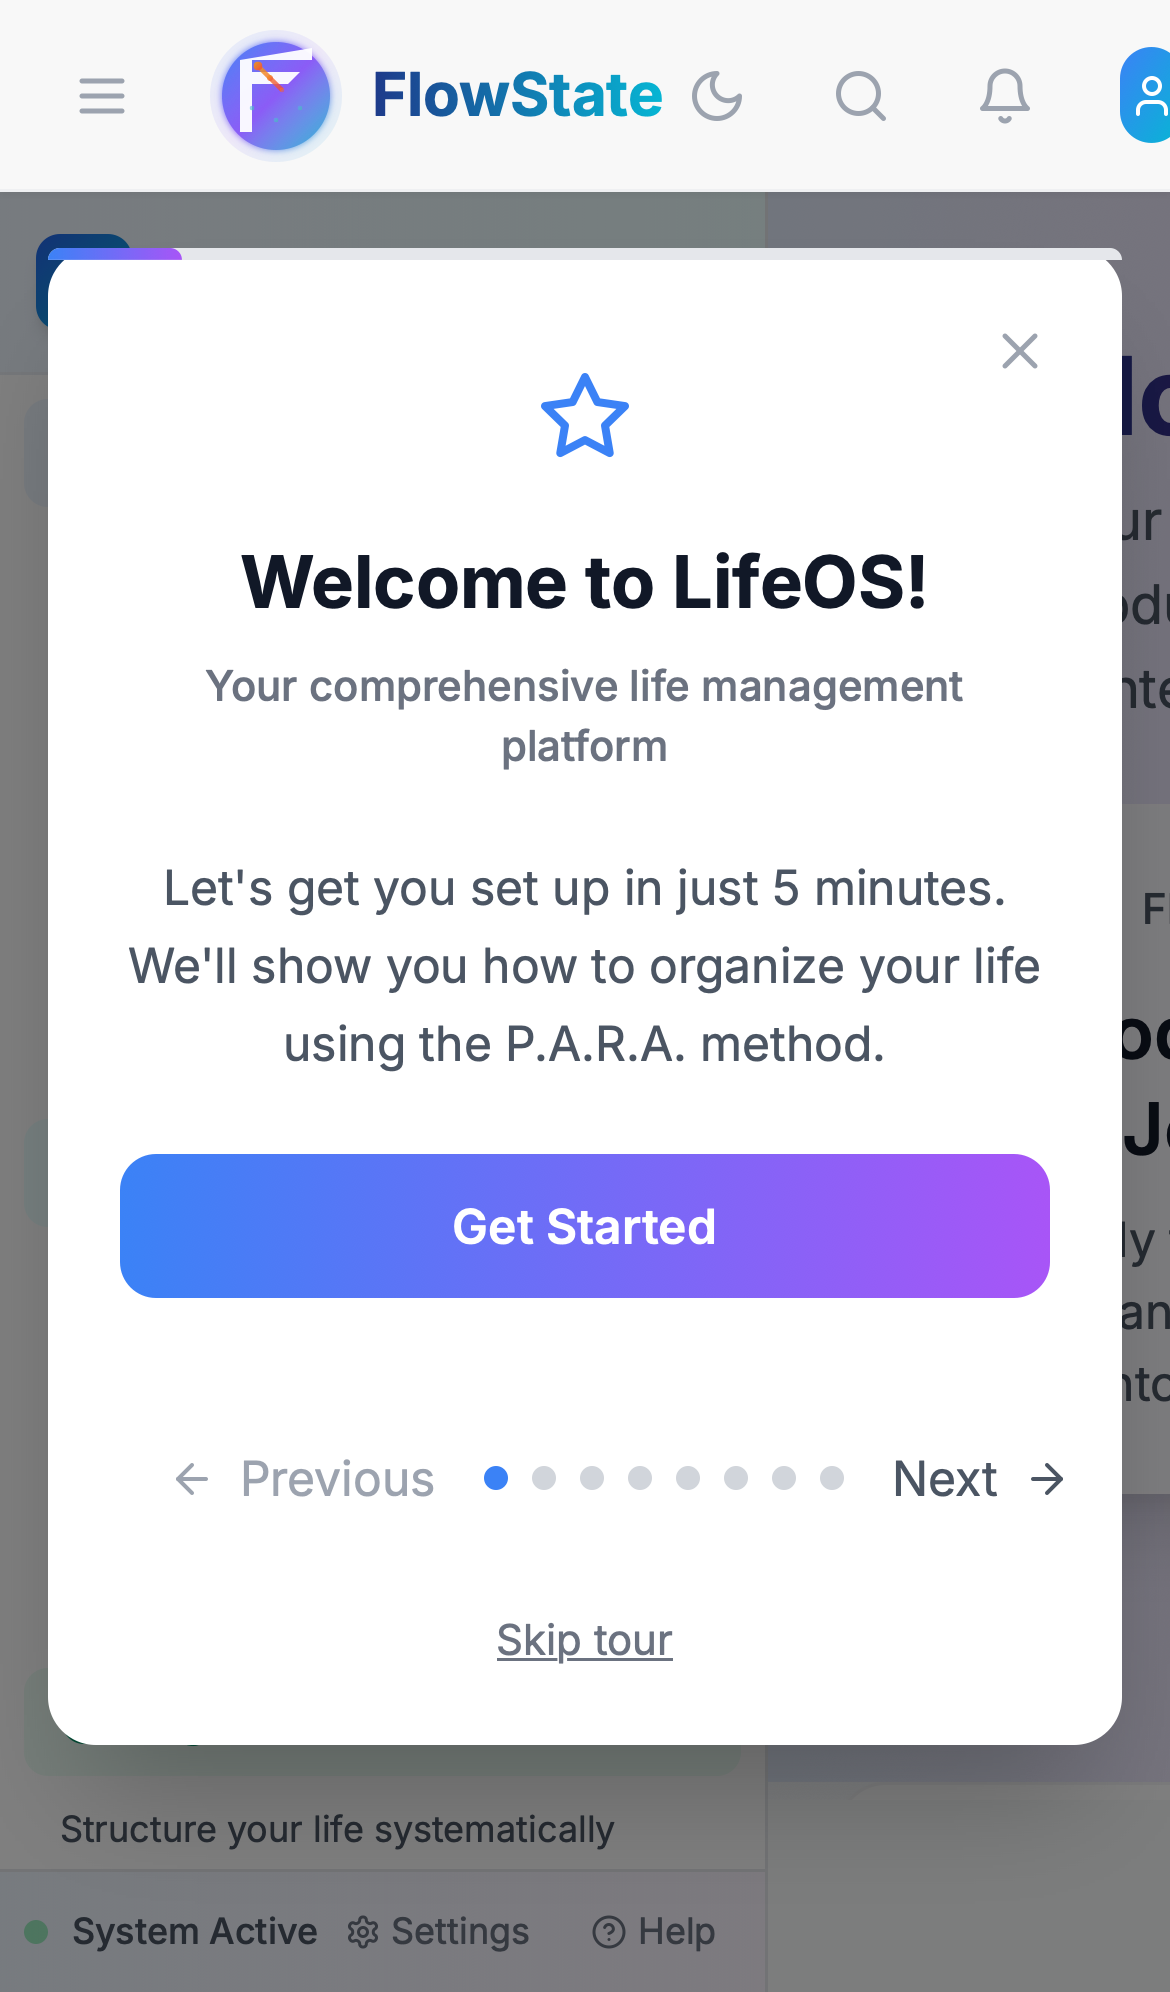 FlowState
Welcome to LifeOS!
Your comprehensive life management
platform
Let's get you set up in just 5 minutes.
We'll show you how to organize your life
using the P.A.R.A. method.
Get Started
Previous
Next
Skip tour
Structure your life systematically
System Active
Settings
Help